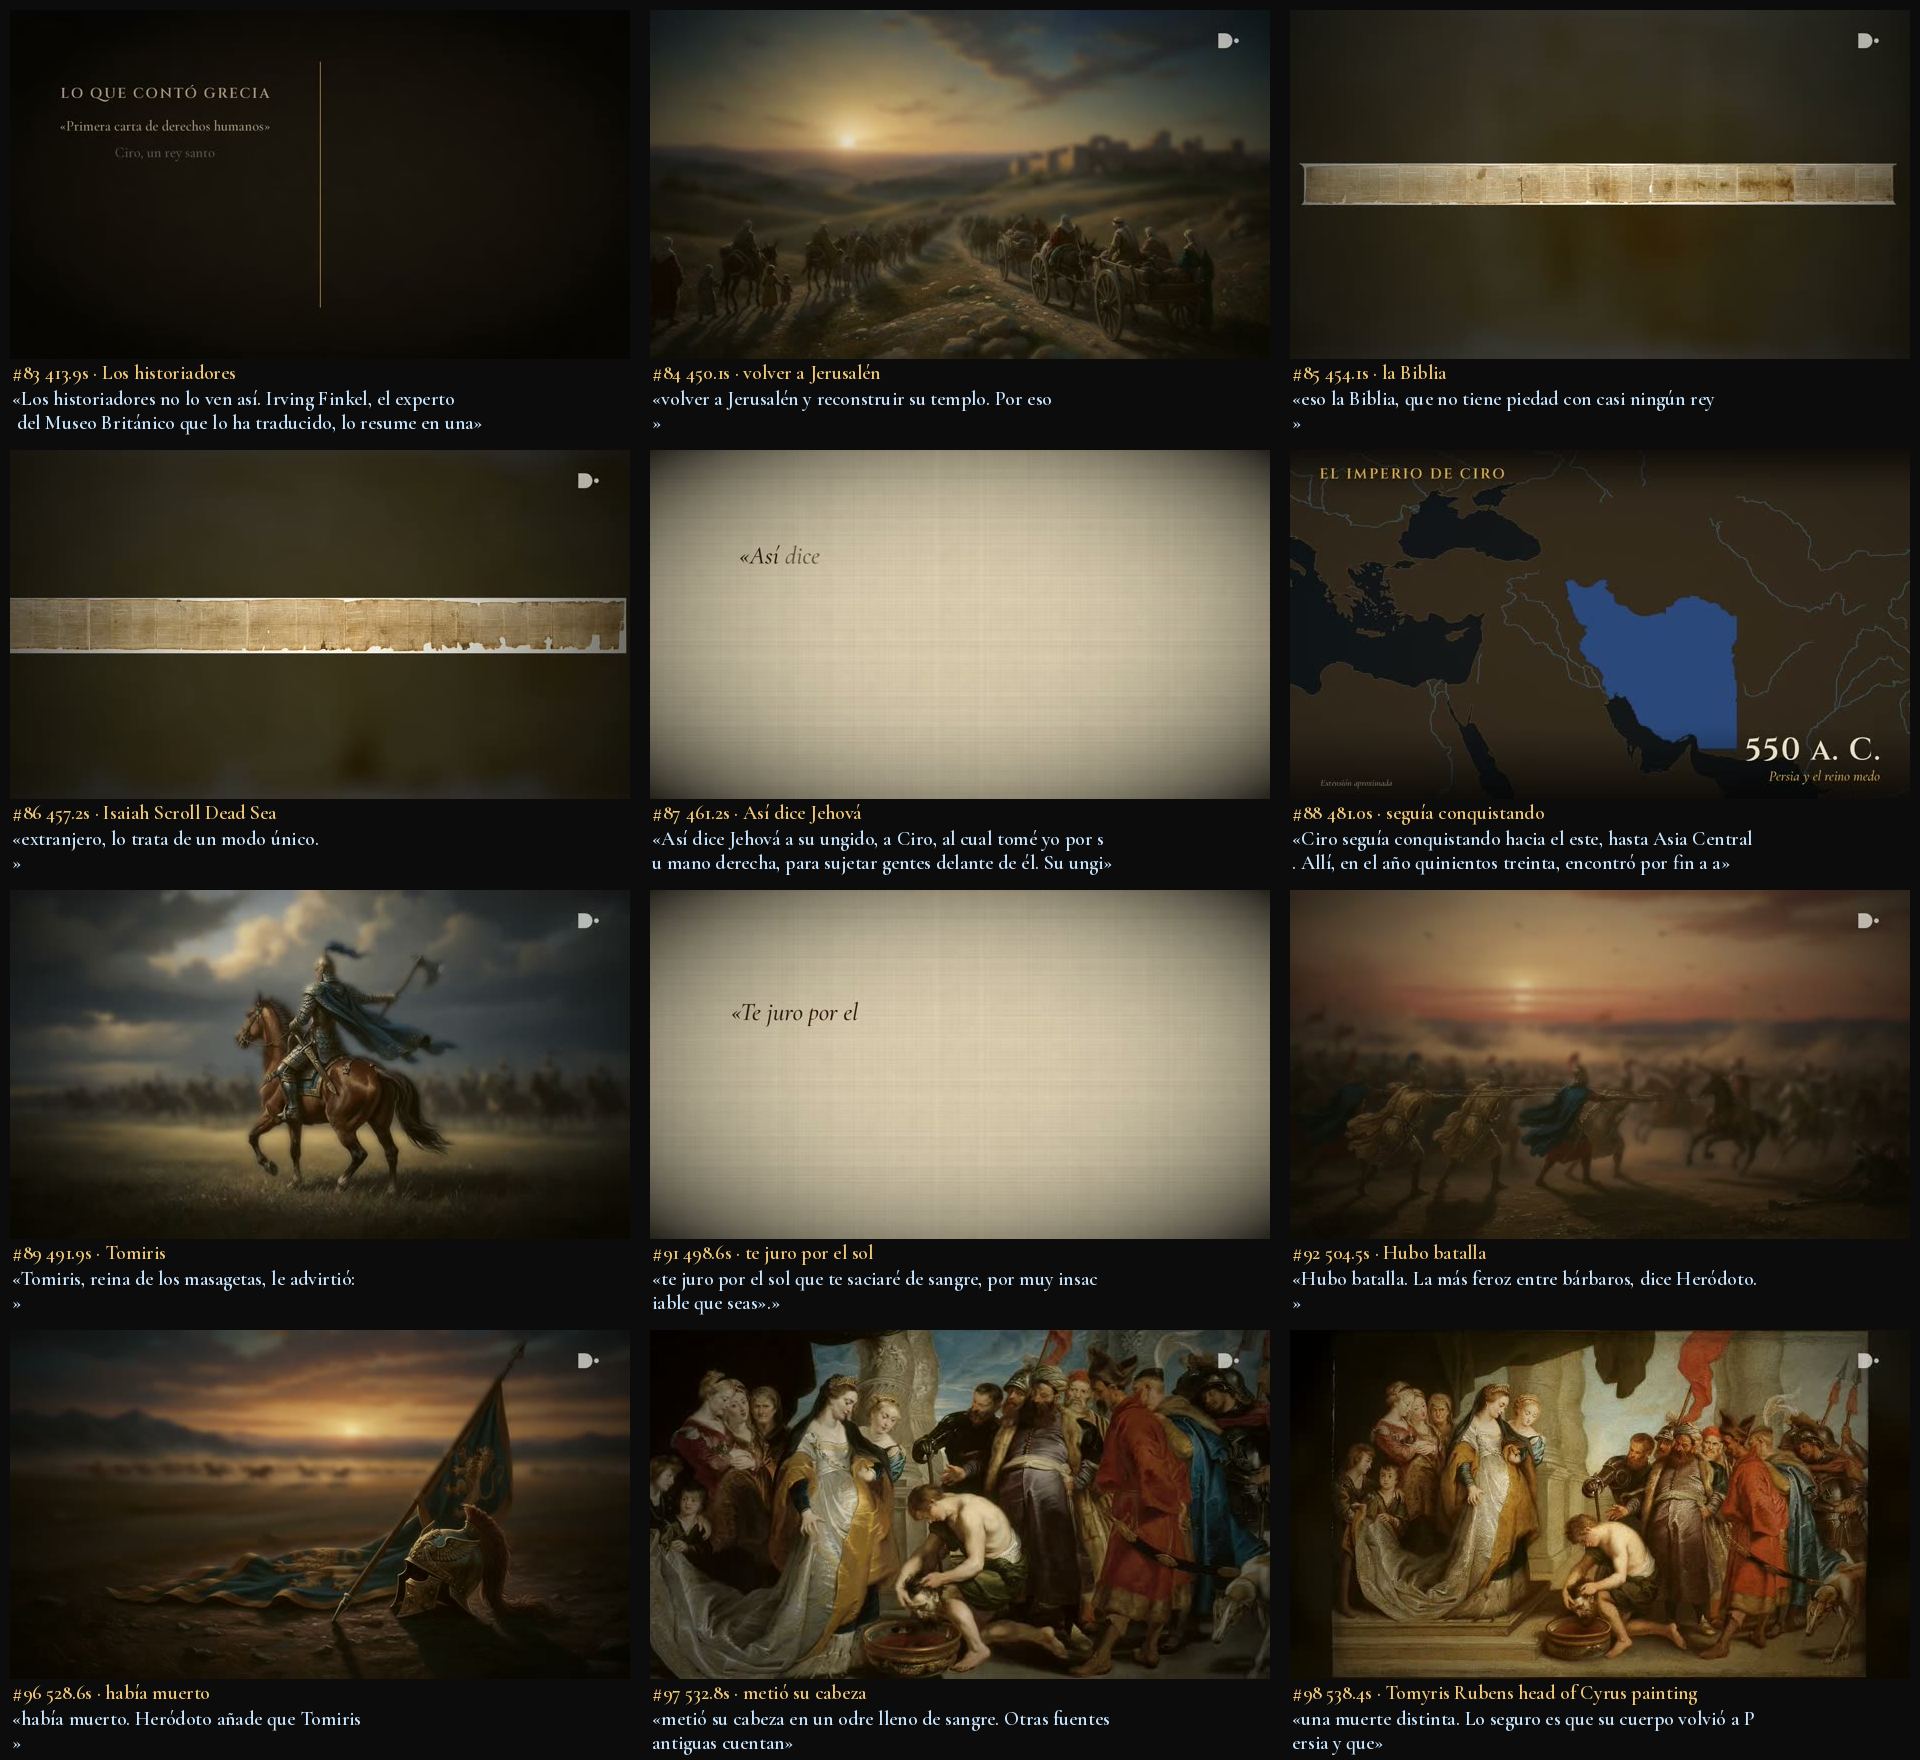 LO QUE CONTÓ GRECIA
«Primera carta de derechos humanos»
Ciro, un rey santo
#83 413.9s · Los historiadores
«Los historiadores no lo ven así. Irving Finkel, el experto
del Museo Británico que lo ha traducido, lo resume en una»
#84 450.1s · volver a Jerusalén
«volver a Jerusalén y reconstruir su templo. Por eso
»
#85 454.1s · la Biblia
«eso la Biblia, que no tiene piedad con casi ningún rey
»
#86 457.2s · Isaiah Scroll Dead Sea
«extranjero, lo trata de un modo único.
»
«Así dice
#87 461.2s · Así dice Jehová
«Así dice Jehová a su ungido, a Ciro, al cual tomé yo por s
u mano derecha, para sujetar gentes delante de él. Su ungi»
EL IMPERIO DE CIRO
550 A. C.
Persia y el reino medo
Extensión aproximada
#88 481.0s · seguía conquistando
«Ciro seguía conquistando hacia el este, hasta Asia Central
. Allí, en el año quinientos treinta, encontró por fin a a»
#89 491.9s · Tomiris
«Tomiris, reina de los masagetas, le advirtió:
»
«Te juro por el
#91 498.6s · te juro por el sol
«te juro por el sol que te saciaré de sangre, por muy insac
iable que seas».»
#92 504.5s · Hubo batalla
«Hubo batalla. La más feroz entre bárbaros, dice Heródoto.
»
#96 528.6s · había muerto
«había muerto. Heródoto añade que Tomiris
»
#97 532.8s · metió su cabeza
«metió su cabeza en un odre lleno de sangre. Otras fuentes
antiguas cuentan»
#98 538.4s · Tomyris Rubens head of Cyrus painting
«una muerte distinta. Lo seguro es que su cuerpo volvió a P
ersia y que»